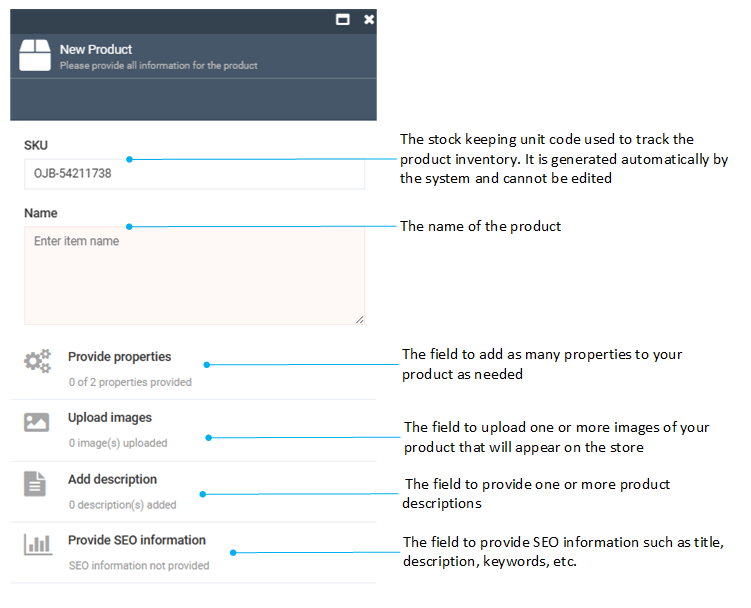 New Product
Please provide all information for the product
SKU
OJB-54211738
The stock keeping unit code used to track the
product inventory. It is generated automatically by
the system and cannot be edited
Name
Enter item name
The name of the product
Provide properties
0 of 2 properties provided
The field to add as many properties to your
product as needed
Upload images
0 image(s) uploaded
The field to upload one or more images of your
product that will appear on the store
Add description
0 description(s) added
The field to provide one or more product
descriptions
Provide SEO information
SEO information not provided
The field to provide SEO information such as title,
description, keywords, etc.